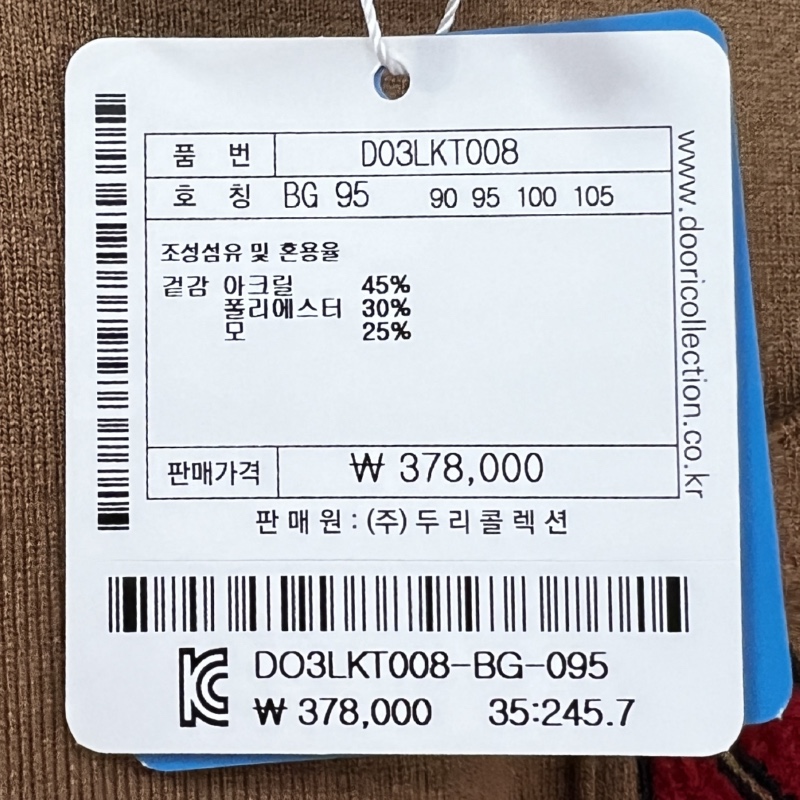 품 번 D03LKT008
호 칭 BG 95 90 95 100 105
조성섬유 및 혼용율
겉감 아크릴 45%
폴리에스터 30%
모 25%
판매가격 ₩ 378,000
판 매 원 : (주) 두 리 콜 렉 션
www.dooricollection.co.kr
KC
D03LKT008-BG-095
₩ 378,000 35:245.7